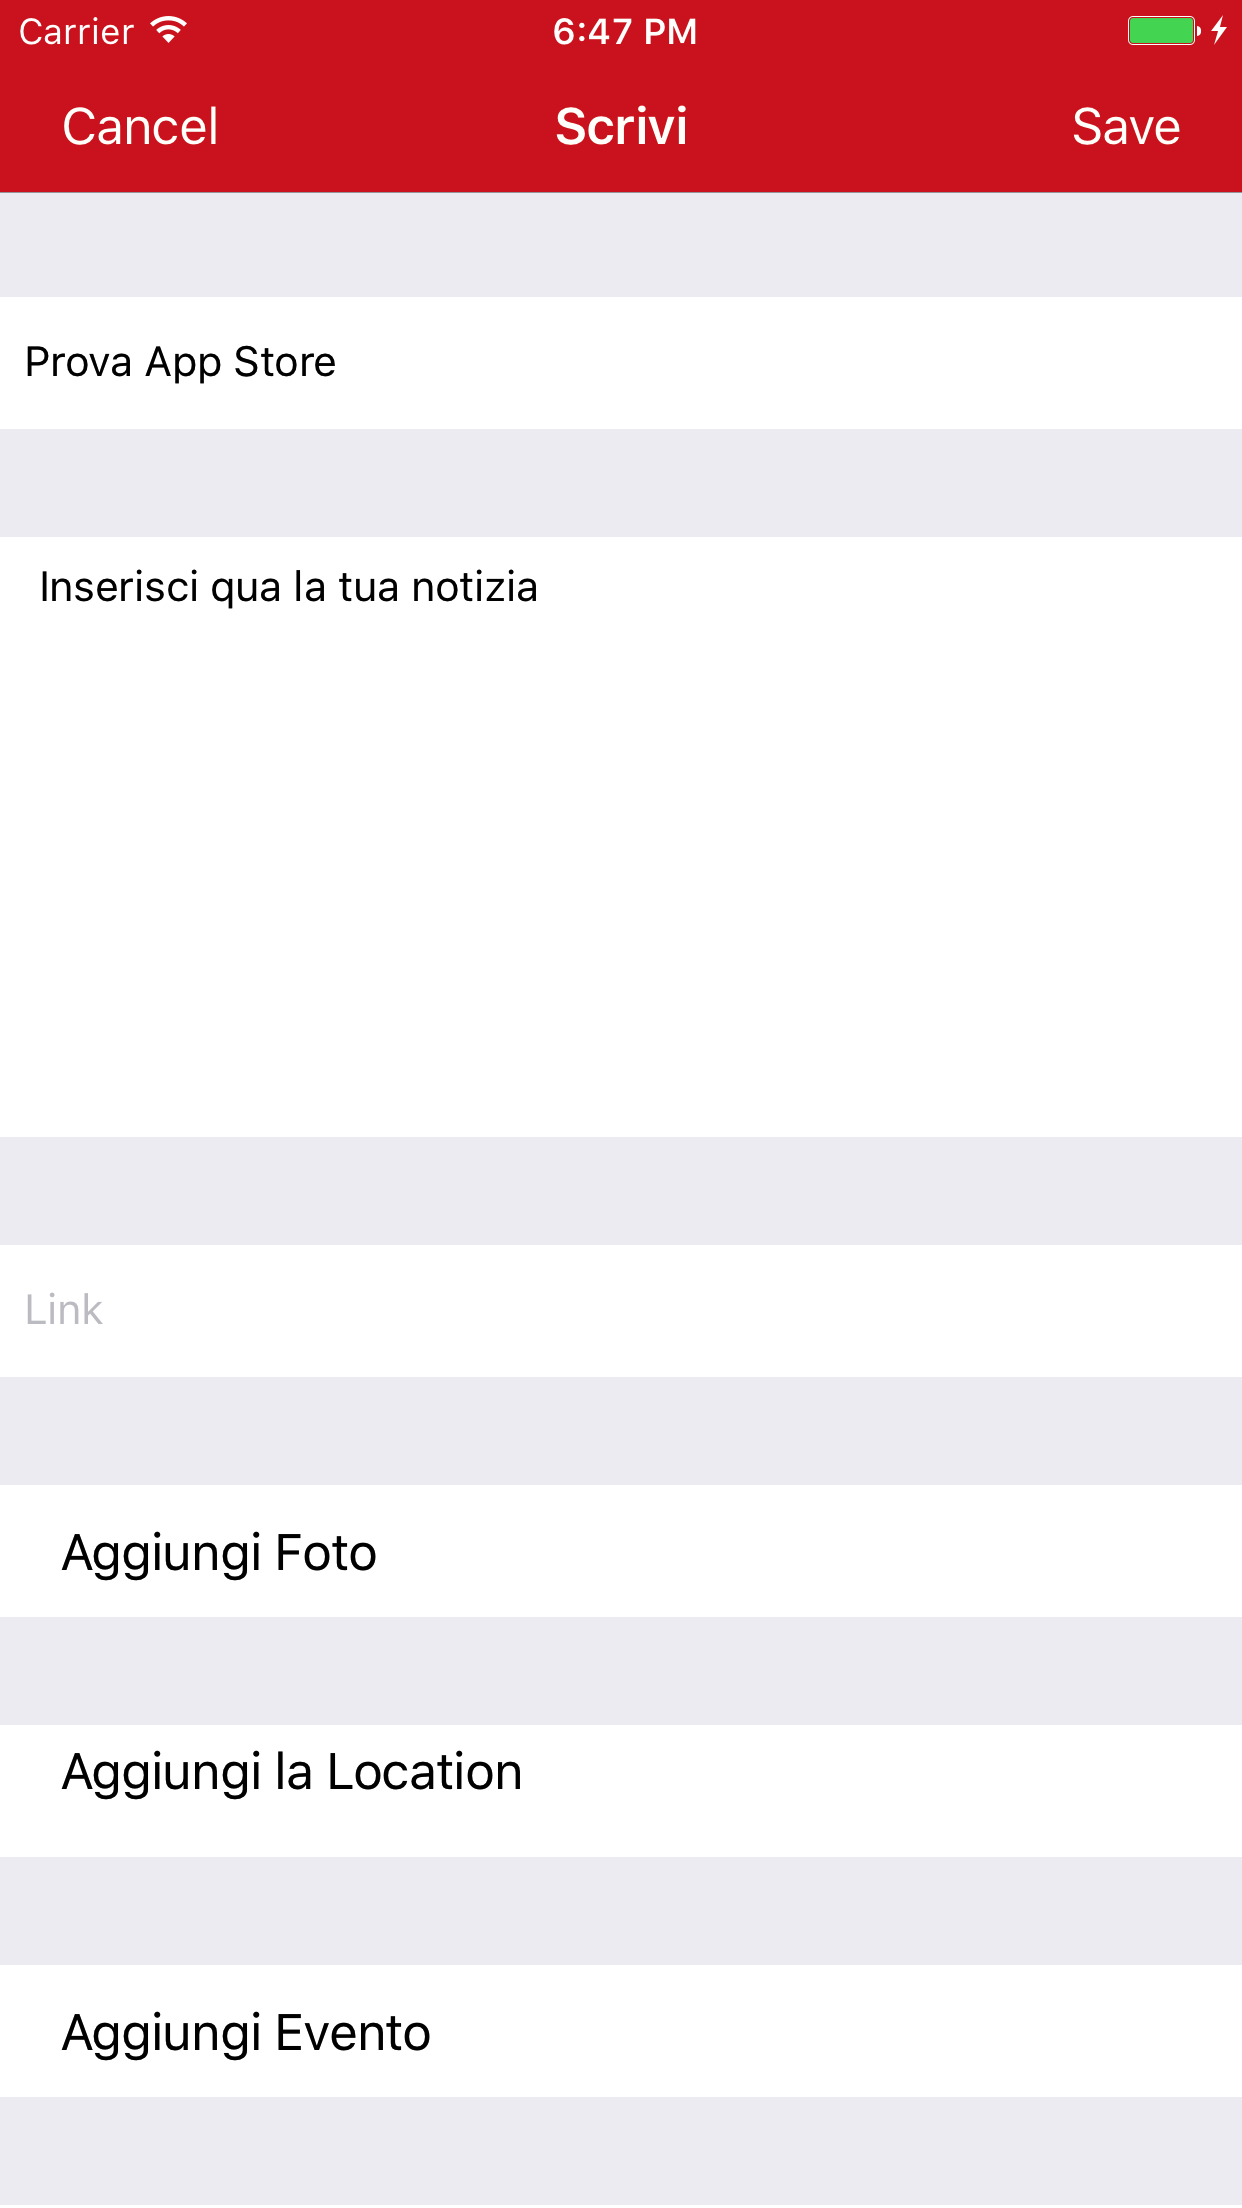 Carrier
6:47 PM
Cancel
Scrivi
Save
Prova App Store
Inserisci qua la tua notizia
Link
Aggiungi Foto
Aggiungi la Location
Aggiungi Evento